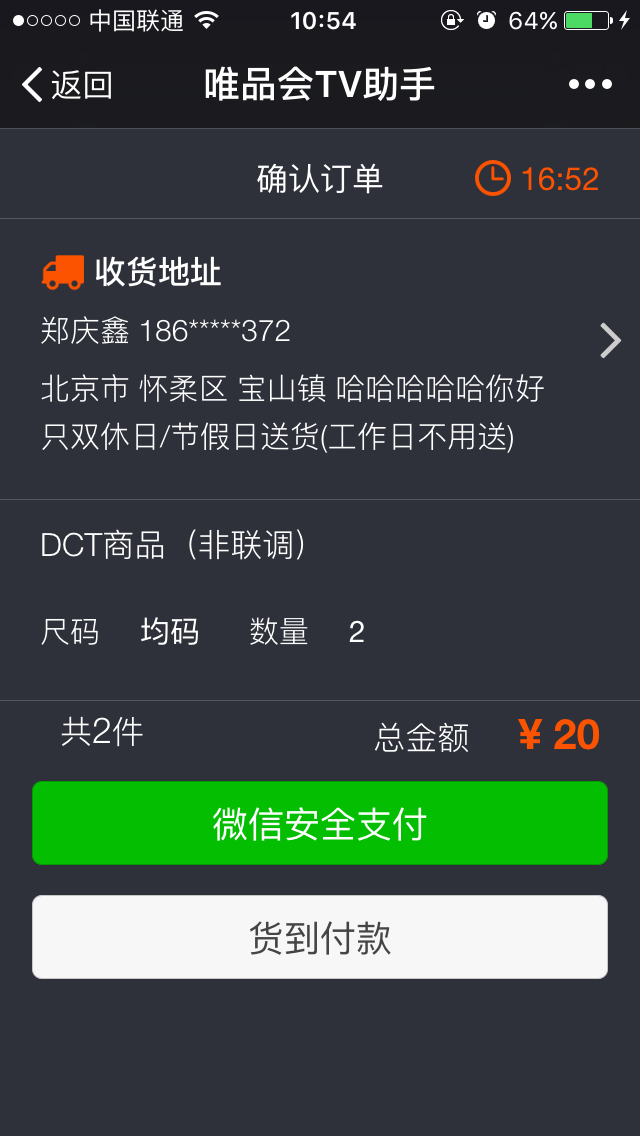 中国联通 10:54 64%
返回 唯品会TV助手
确认订单 16:52
收货地址
郑庆鑫 186*****372
北京市 怀柔区 宝山镇 哈哈哈哈哈你好
只双休日/节假日送货(工作日不用送)
DCT商品（非联调）
尺码 均码 数量 2
共2件 总金额 ¥ 20
微信安全支付
货到付款